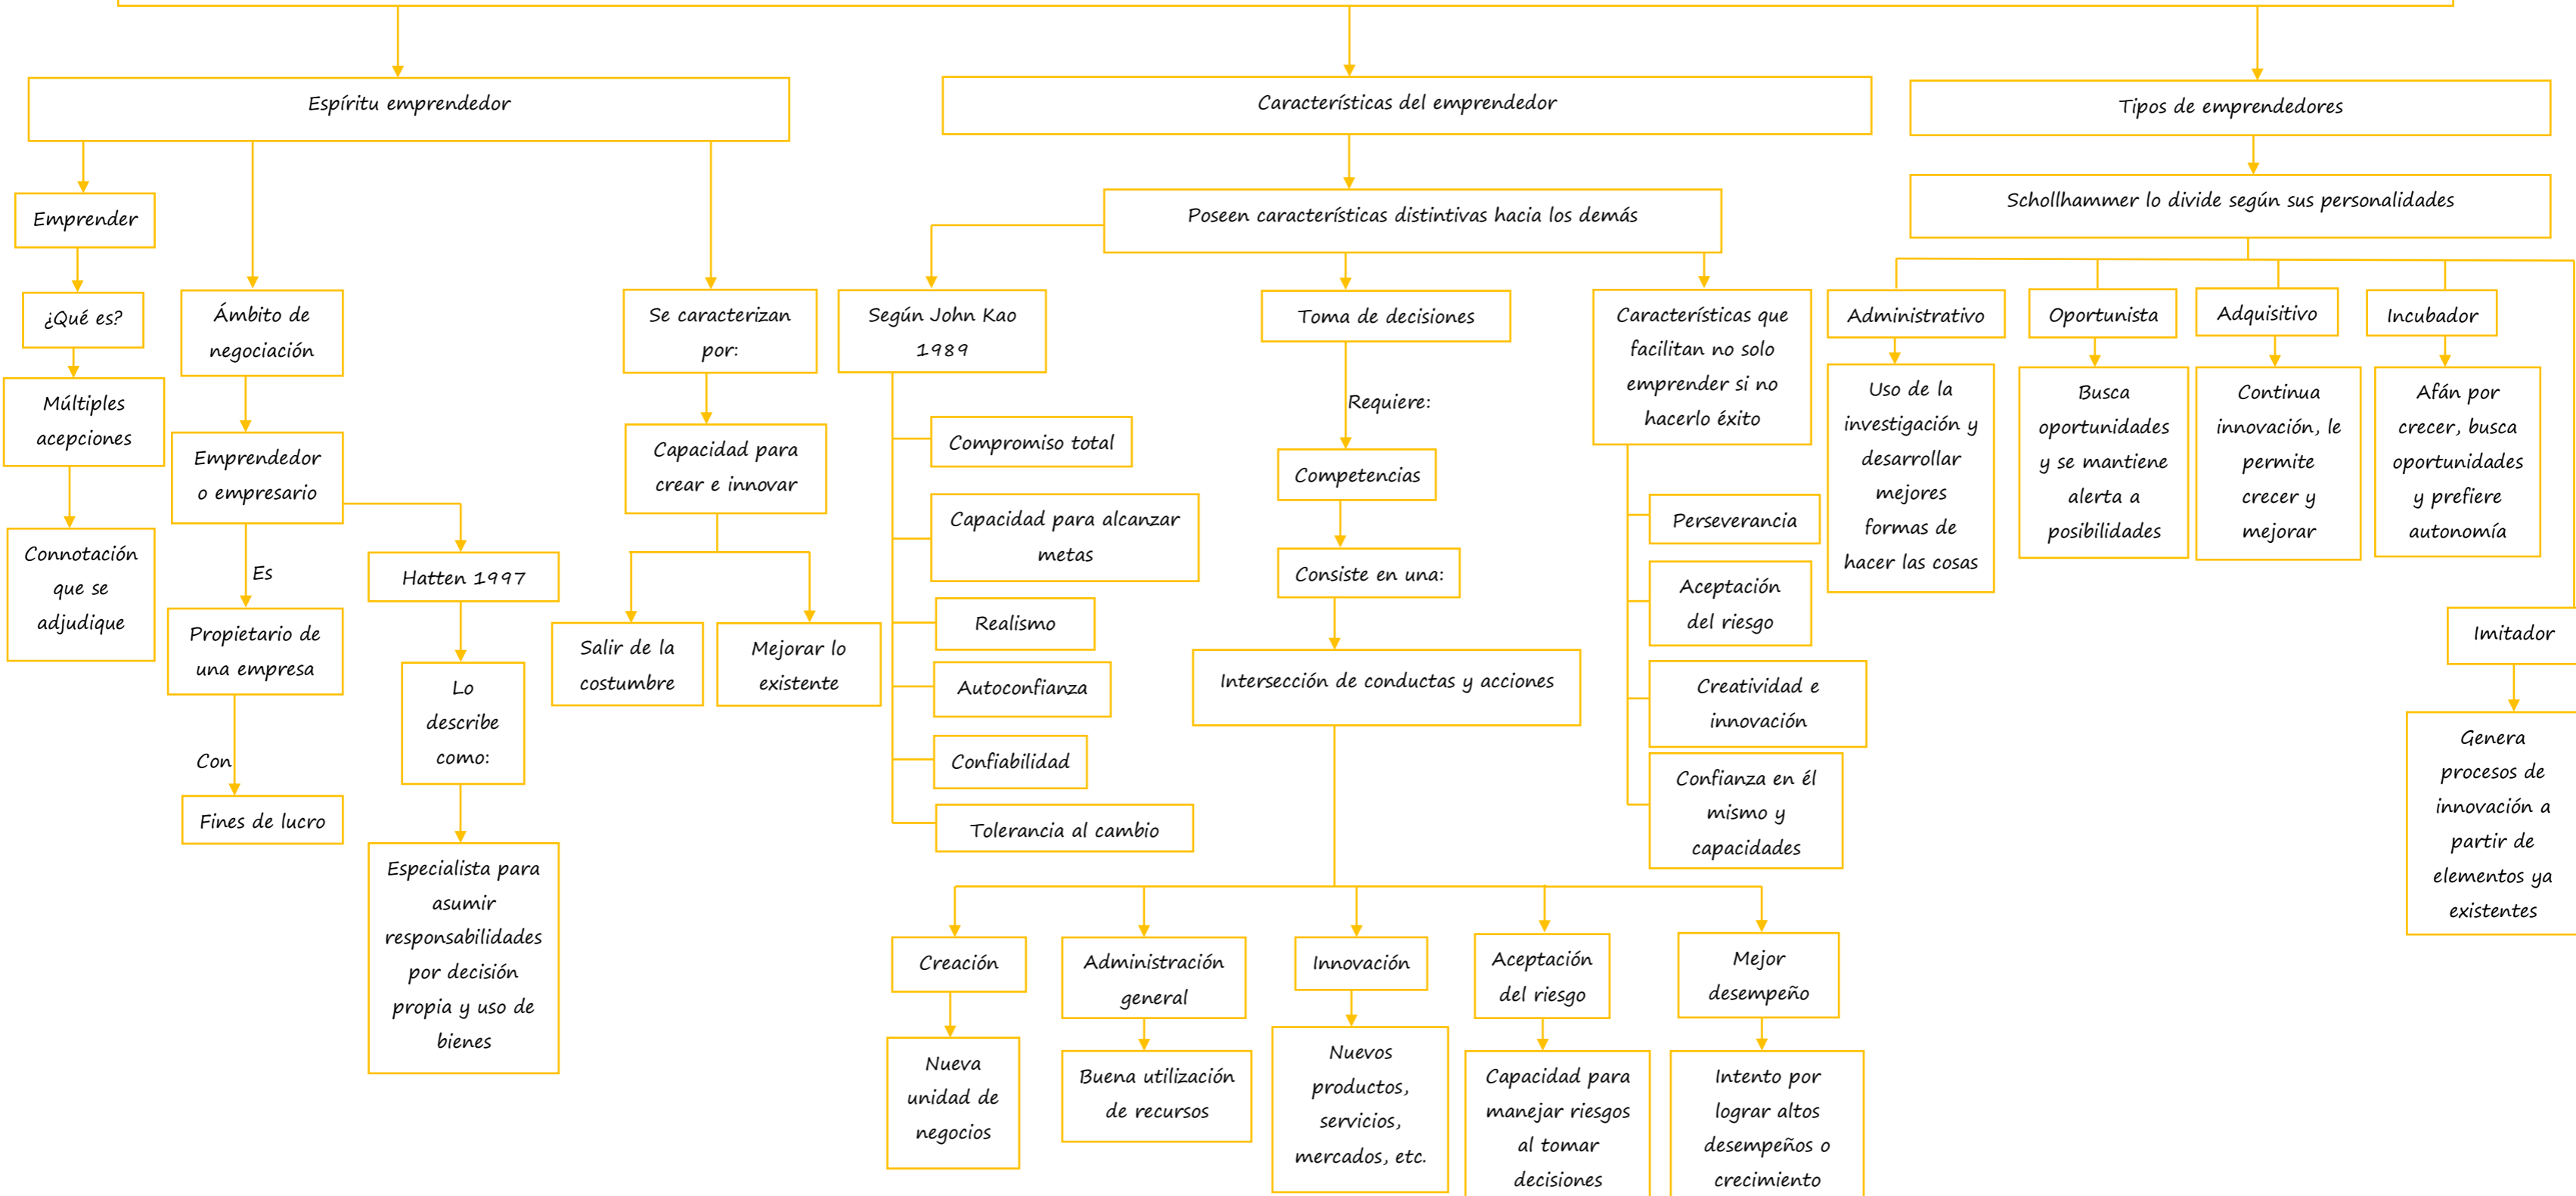 Espíritu emprendedor
Emprender
¿Qué es?
Múltiples
acepciones
Connotación
que se
adjudique
Ámbito de
negociación
Emprendedor
o empresario
Es
Propietario de
una empresa
Con
Fines de lucro
Hatten 1997
Lo
describe
como:
Especialista para
asumir
responsabilidades
por decisión
propia y uso de
bienes
Se caracterizan
por:
Capacidad para
crear e innovar
Salir de la
costumbre
Mejorar lo
existente
Características del emprendedor
Poseen características distintivas hacia los demás
Según John Kao
1989
Compromiso total
Capacidad para alcanzar
metas
Realismo
Autoconfianza
Confiabilidad
Tolerancia al cambio
Toma de decisiones
Requiere:
Competencias
Consiste en una:
Intersección de conductas y acciones
Creación
Nueva
unidad de
negocios
Administración
general
Buena utilización
de recursos
Innovación
Nuevos
productos,
servicios,
mercados, etc.
Aceptación
del riesgo
Capacidad para
manejar riesgos
al tomar
decisiones
Mejor
desempeño
Intento por
lograr altos
desempeños o
crecimiento
Características que
facilitan no solo
emprender si no
hacerlo éxito
Perseverancia
Aceptación
del riesgo
Creatividad e
innovación
Confianza en él
mismo y
capacidades
Tipos de emprendedores
Schollhammer lo divide según sus personalidades
Administrativo
Uso de la
investigación y
desarrollar
mejores
formas de
hacer las cosas
Oportunista
Busca
oportunidades
y se mantiene
alerta a
posibilidades
Adquisitivo
Continua
innovación, le
permite
crecer y
mejorar
Incubador
Afán por
crecer, busca
oportunidades
y prefiere
autonomía
Imitador
Genera
procesos de
innovación a
partir de
elementos ya
existentes